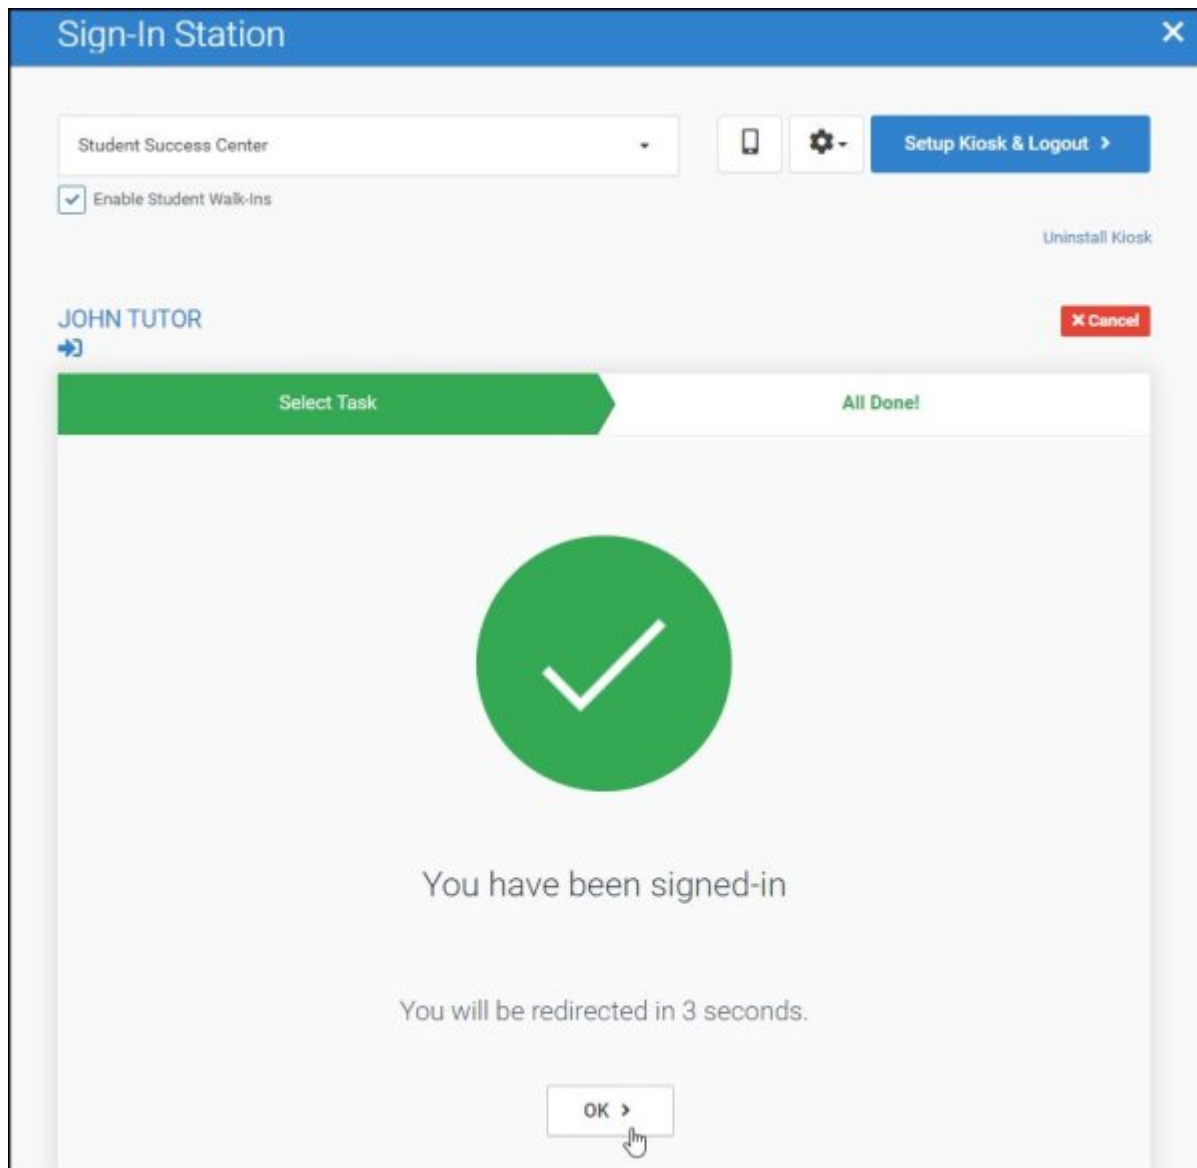 Sign-In Station
Student Success Center
Setup Kiosk & Logout
Enable Student Walk-Ins
Uninstall Kiosk
JOHN TUTOR
Cancel
Select Task
All Done!
You have been signed-in
You will be redirected in 3 seconds.
OK